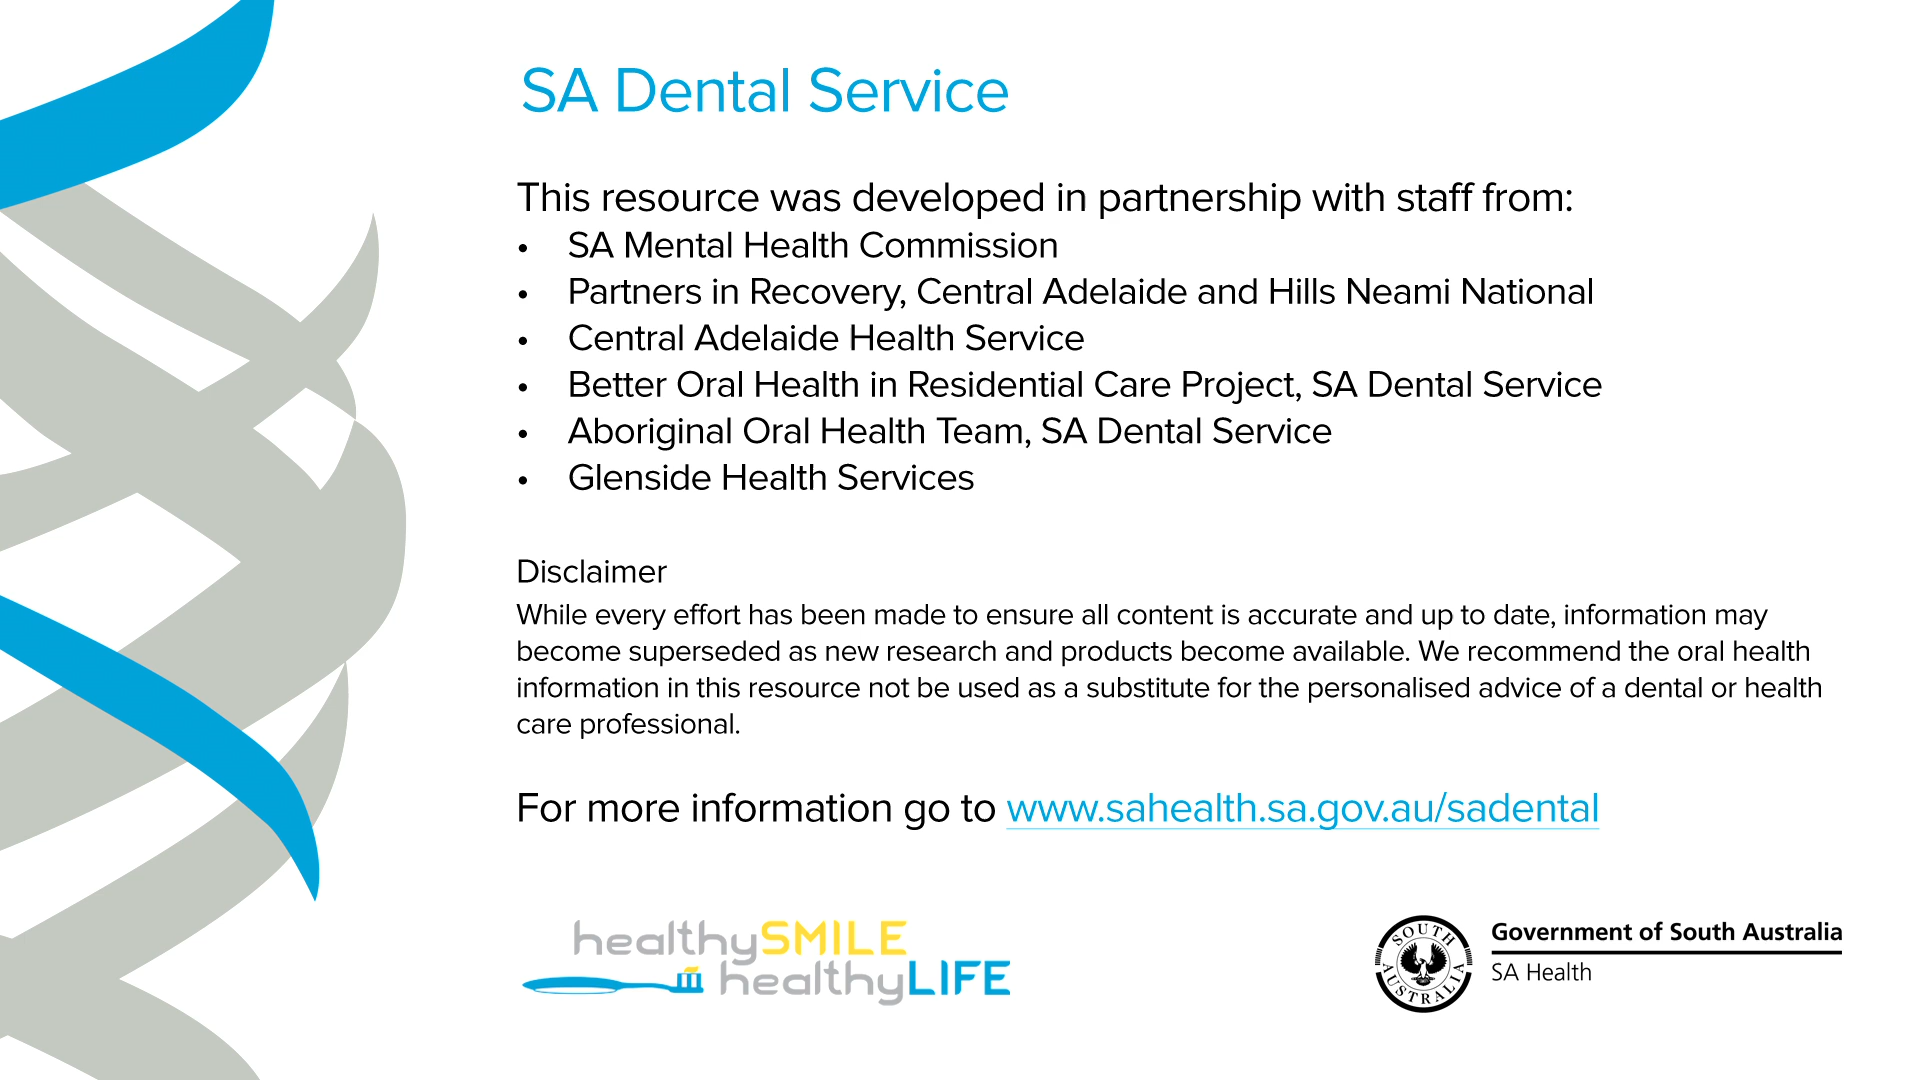 SA Dental Service
This resource was developed in partnership with staff from:
• SA Mental Health Commission
• Partners in Recovery, Central Adelaide and Hills Neami National
• Central Adelaide Health Service
• Better Oral Health in Residential Care Project, SA Dental Service
• Aboriginal Oral Health Team, SA Dental Service
• Glenside Health Services
Disclaimer
While every effort has been made to ensure all content is accurate and up to date, information may
become superseded as new research and products become available. We recommend the oral health
information in this resource not be used as a substitute for the personalised advice of a dental or health
care professional.
For more information go to www.sahealth.sa.gov.au/sadental
healthySMILE
healthyLIFE
SOUTH
AUSTRALIA
Government of South Australia
SA Health